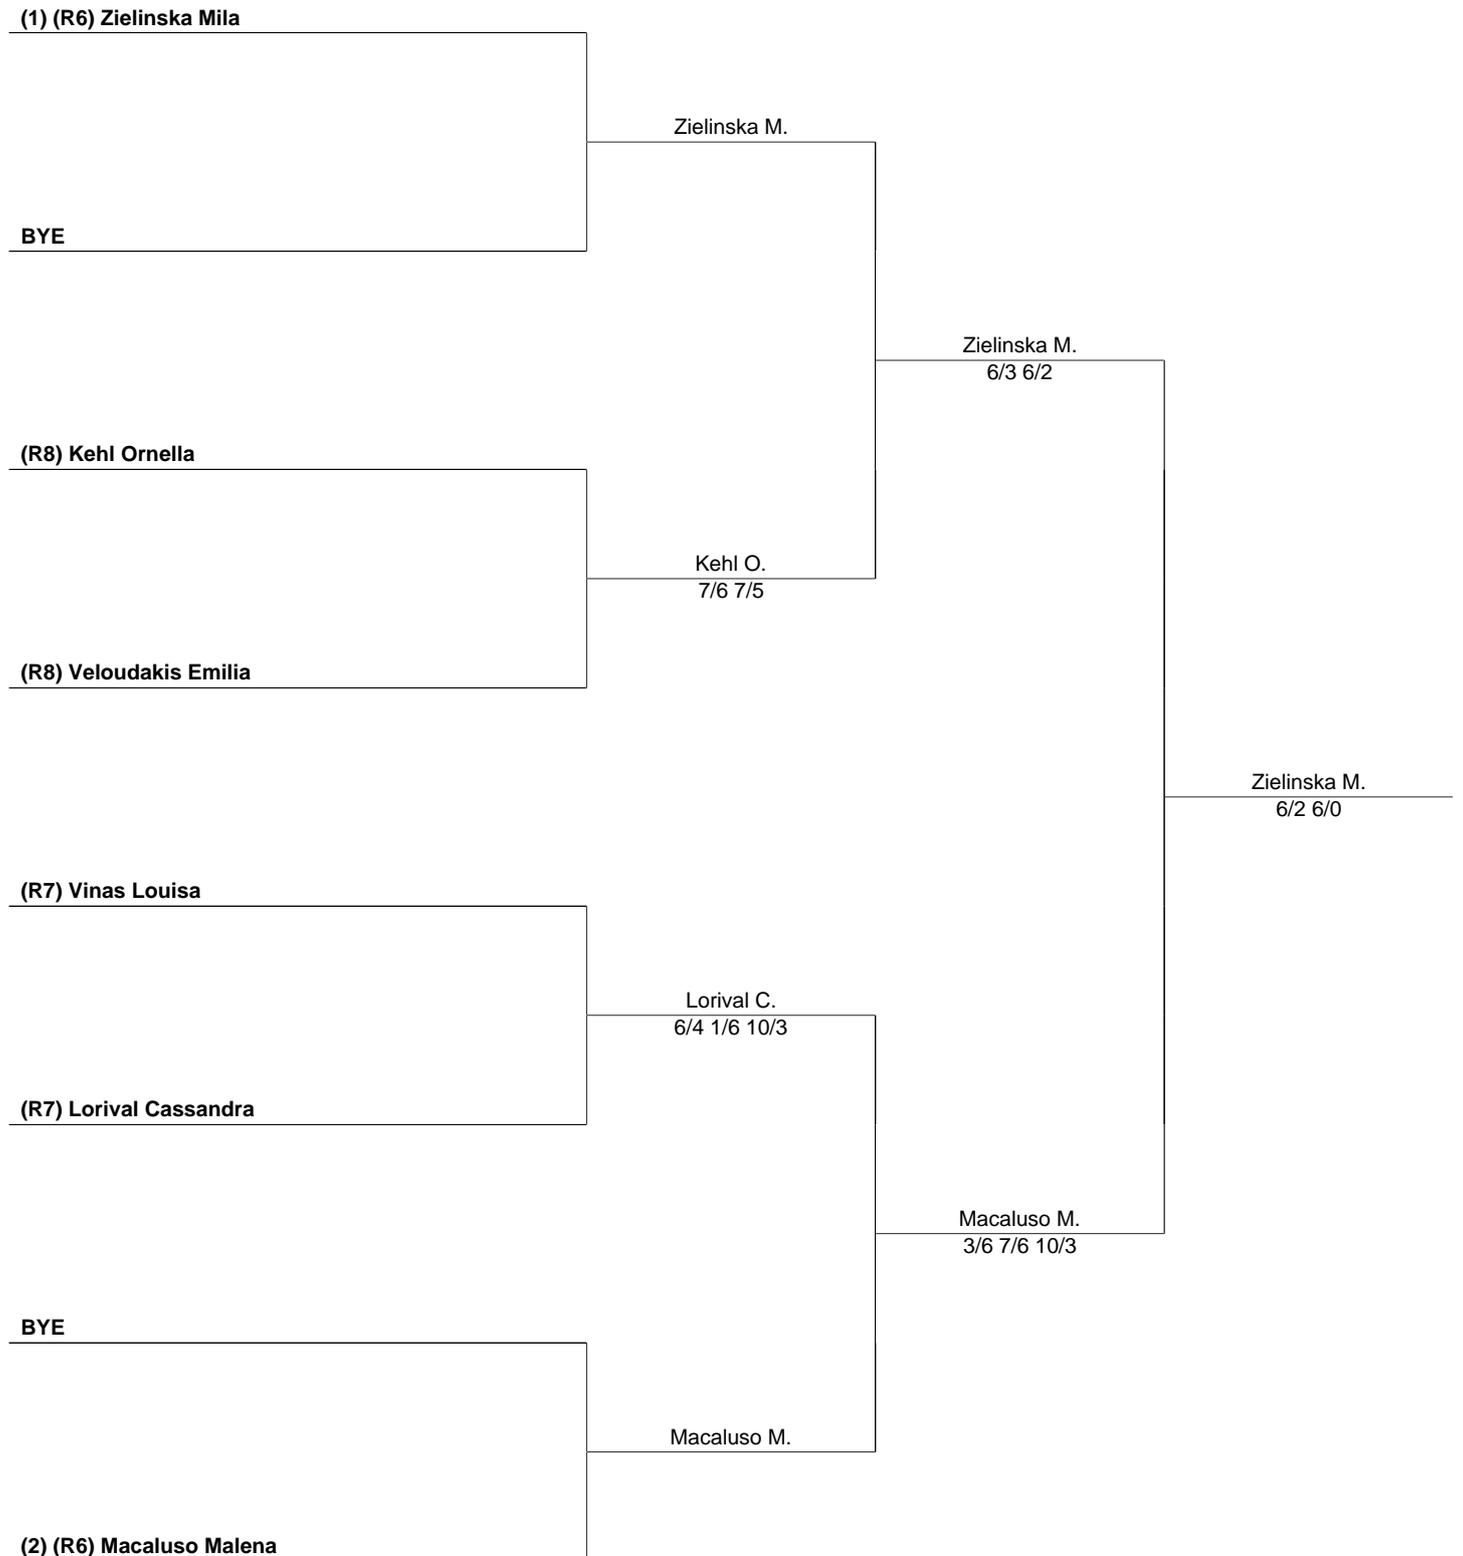 (1) (R6) Zielinska Mila
Zielinska M.
BYE
Zielinska M.
6/3 6/2
(R8) Kehl Ornella
Kehl O.
7/6 7/5
(R8) Veloudakis Emilia
Zielinska M.
6/2 6/0
(R7) Vinas Louisa
Lorival C.
6/4 1/6 10/3
(R7) Lorival Cassandra
Macaluso M.
3/6 7/6 10/3
BYE
Macaluso M.
(2) (R6) Macaluso Malena